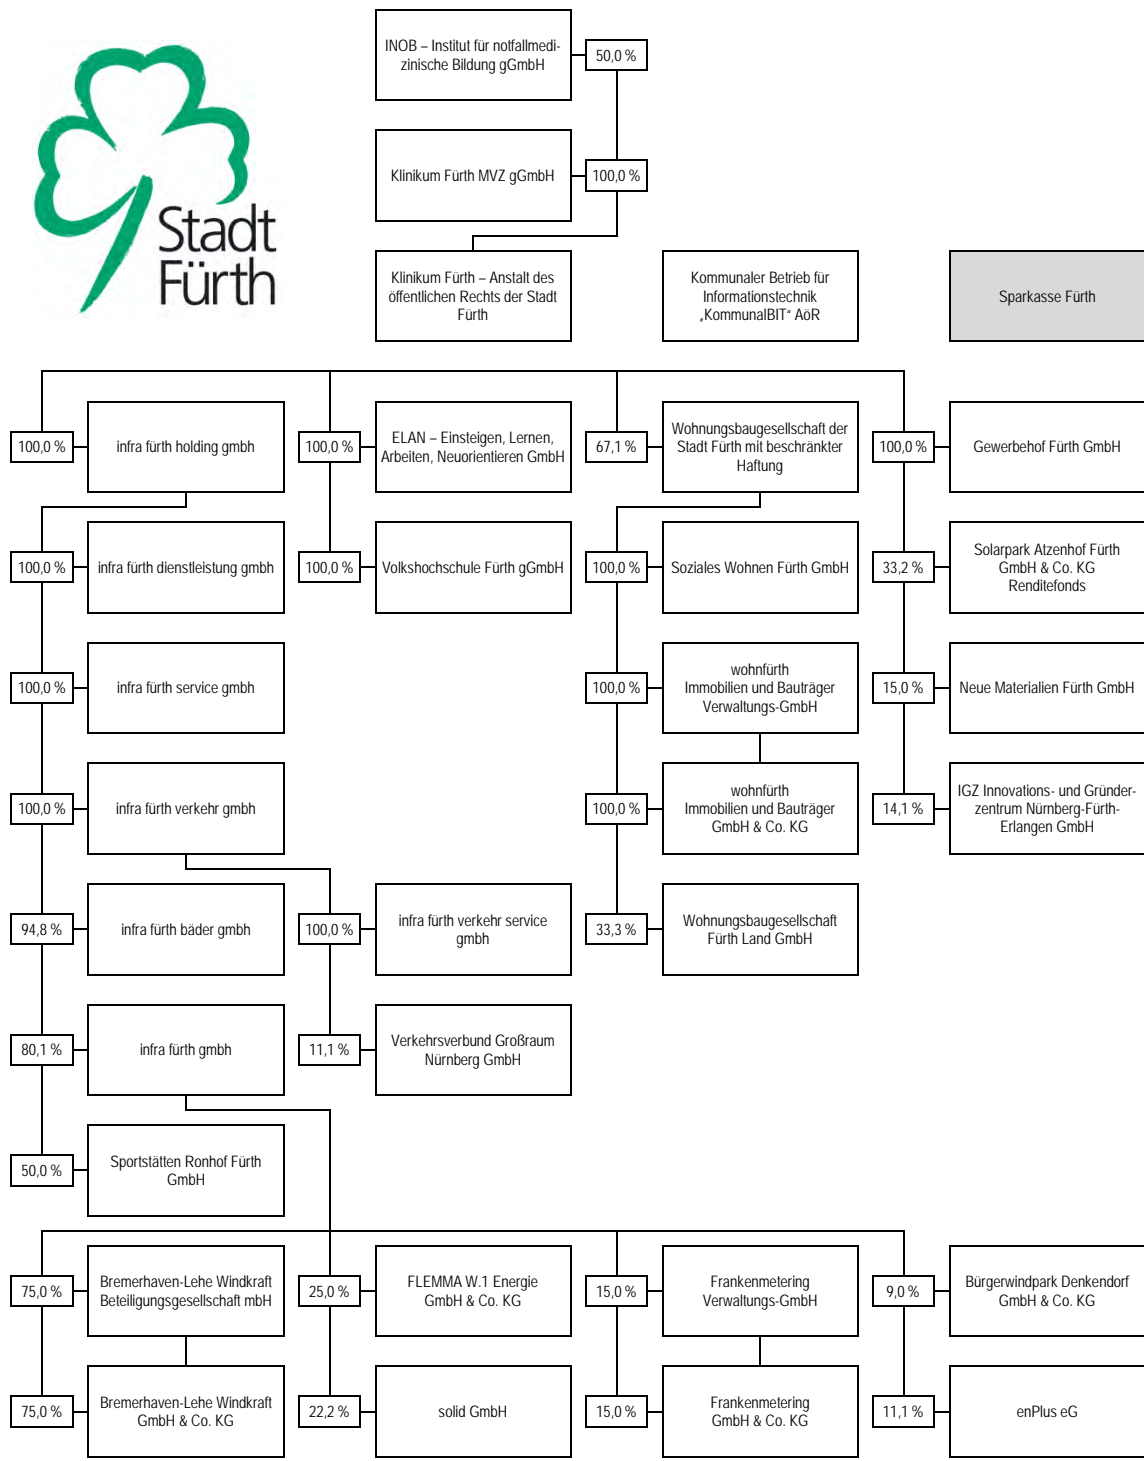 INOB – Institut für notfallmedi-
zinische Bildung gGmbH
50,0 %
Klinikum Fürth MVZ gGmbH
100,0 %
Stadt
Fürth
Klinikum Fürth – Anstalt des
öffentlichen Rechts der Stadt
Fürth
Kommunaler Betrieb für
Informationstechnik
„KommunalBIT“ AöR
Sparkasse Fürth
100,0 %
infra fürth holding gmbh
100,0 %
ELAN – Einsteigen, Lernen,
Arbeiten, Neuorientieren GmbH
67,1 %
Wohnungsbaugesellschaft der
Stadt Fürth mit beschränkter
Haftung
100,0 %
Gewerbehof Fürth GmbH
100,0 %
infra fürth dienstleistung gmbh
100,0 %
Volkshochschule Fürth gGmbH
100,0 %
Soziales Wohnen Fürth GmbH
33,2 %
Solarpark Atzenhof Fürth
GmbH & Co. KG
Renditefonds
100,0 %
infra fürth service gmbh
100,0 %
wohnfürth
Immobilien und Bauträger
Verwaltungs-GmbH
15,0 %
Neue Materialien Fürth GmbH
100,0 %
infra fürth verkehr gmbh
100,0 %
wohnfürth
Immobilien und Bauträger
GmbH & Co. KG
14,1 %
IGZ Innovations- und Gründer-
zentrum Nürnberg-Fürth-
Erlangen GmbH
94,8 %
infra fürth bäder gmbh
100,0 %
infra fürth verkehr service
gmbh
33,3 %
Wohnungsbaugesellschaft
Fürth Land GmbH
80,1 %
infra fürth gmbh
11,1 %
Verkehrsverbund Großraum
Nürnberg GmbH
50,0 %
Sportstätten Ronhof Fürth
GmbH
75,0 %
Bremerhaven-Lehe Windkraft
Beteiligungsgesellschaft mbH
25,0 %
FLEMMA W.1 Energie
GmbH & Co. KG
15,0 %
Frankenmetering
Verwaltungs-GmbH
9,0 %
Bürgerwindpark Denkendorf
GmbH & Co. KG
75,0 %
Bremerhaven-Lehe Windkraft
GmbH & Co. KG
22,2 %
solid GmbH
15,0 %
Frankenmetering
GmbH & Co. KG
11,1 %
enPlus eG